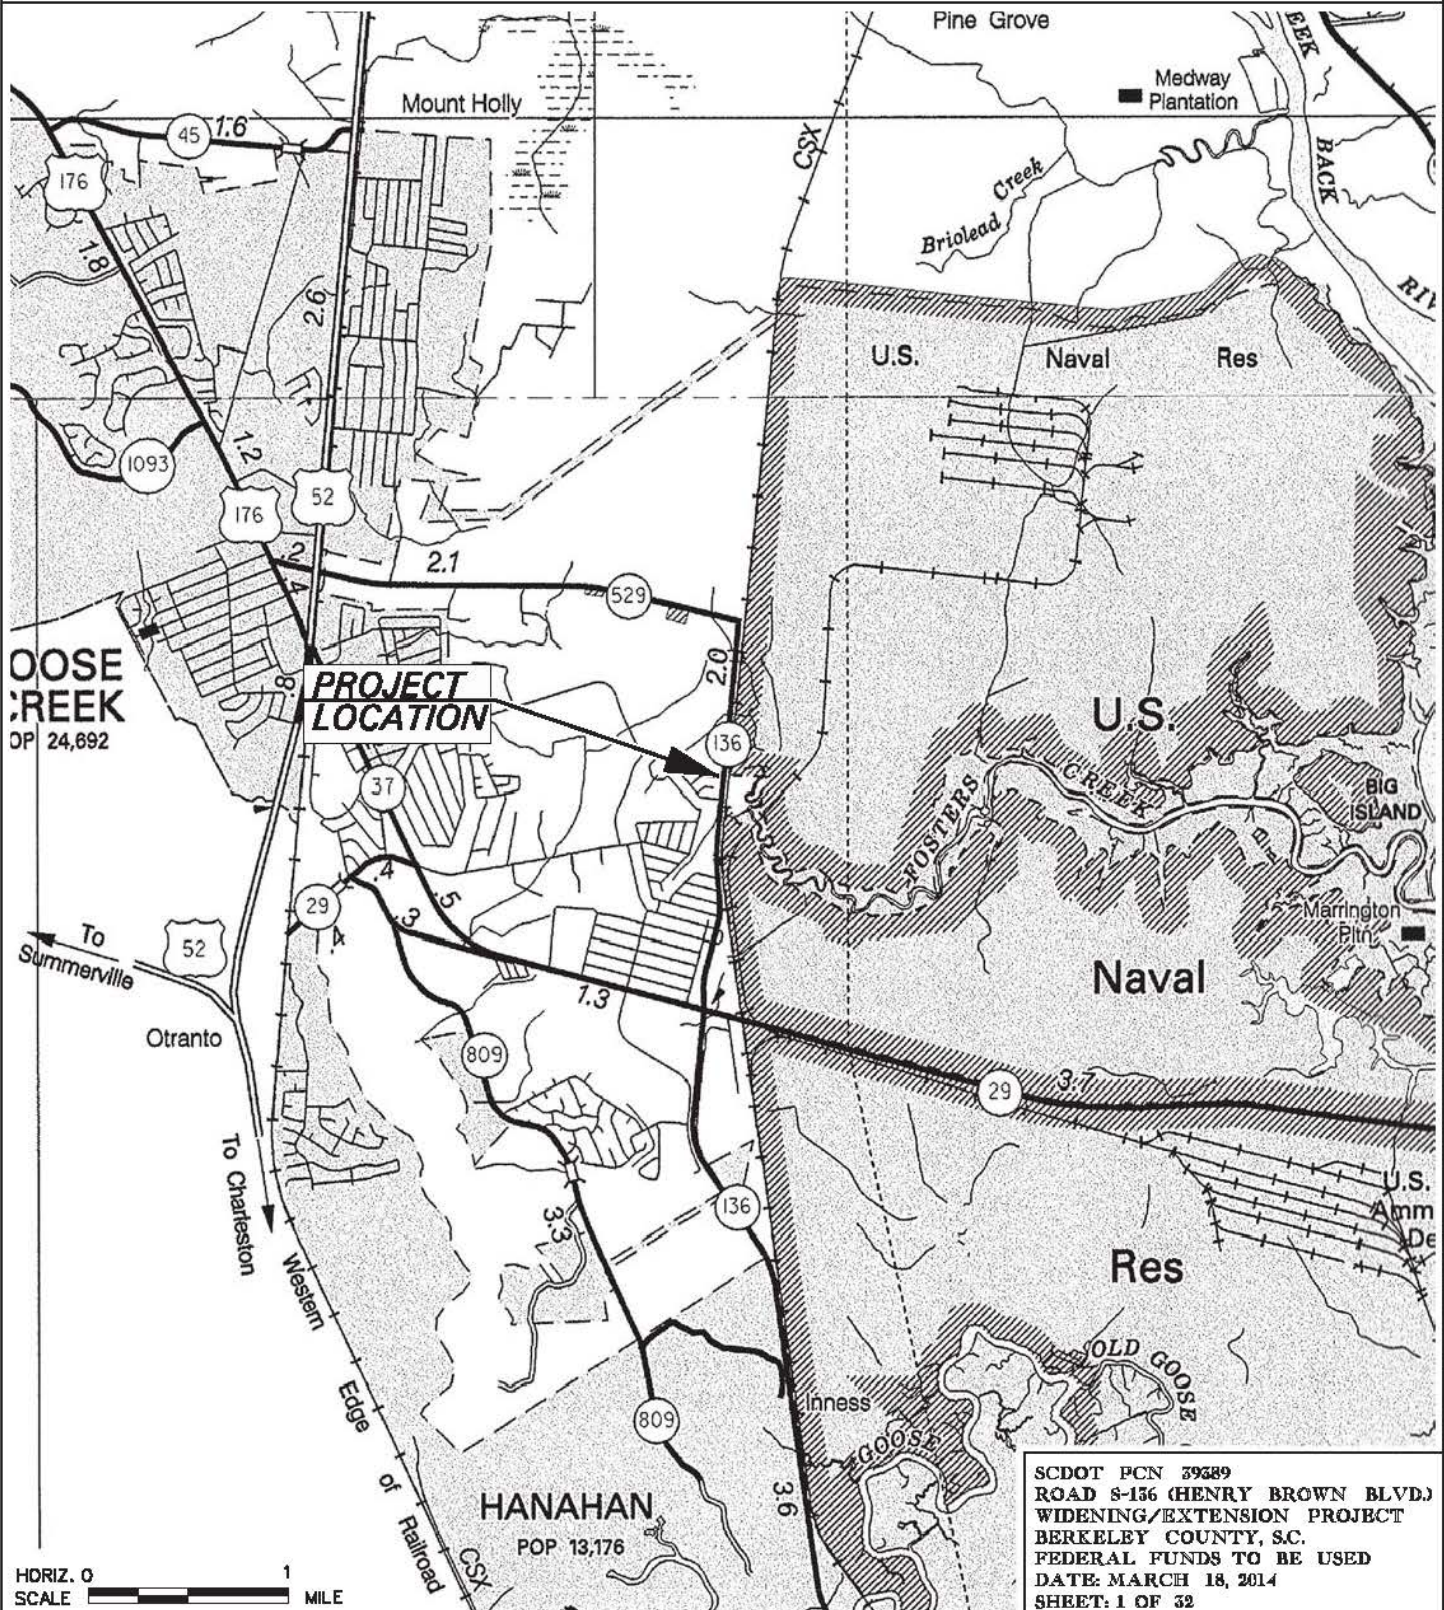 Pine Grove
EEK
Medway
Plantation
Mount Holly
45
1.6
CSX
BACK
176
Creek
Briolead
1.8
2.6
RIV
U.S. Naval Res
1.2
1093
52
176
.2
2.1
.4
529
OOSE
CREEK
OP 24,692
.8
PROJECT
LOCATION
2.0
136
U.S.
37
FOSTERS
CREEK
BIG
ISLAND
.4
.5
29
.3
.4
Marrington
Pltn.
To
Summerville
52
Naval
1.3
Otranto
809
29
3.7
To Charleston
136
U.S.
Amm
De
3.3
Western
Edge
of
Railroad
Res
OLD GOOSE
809
Inness
GOOSE
3.6
HANAHAN
POP 13,176
CSX
HORIZ. 0 1
SCALE MILE
SCDOT PCN 39389
ROAD S-136 (HENRY BROWN BLVD.)
WIDENING/EXTENSION PROJECT
BERKELEY COUNTY, S.C.
FEDERAL FUNDS TO BE USED
DATE: MARCH 18, 2014
SHEET: 1 OF 32